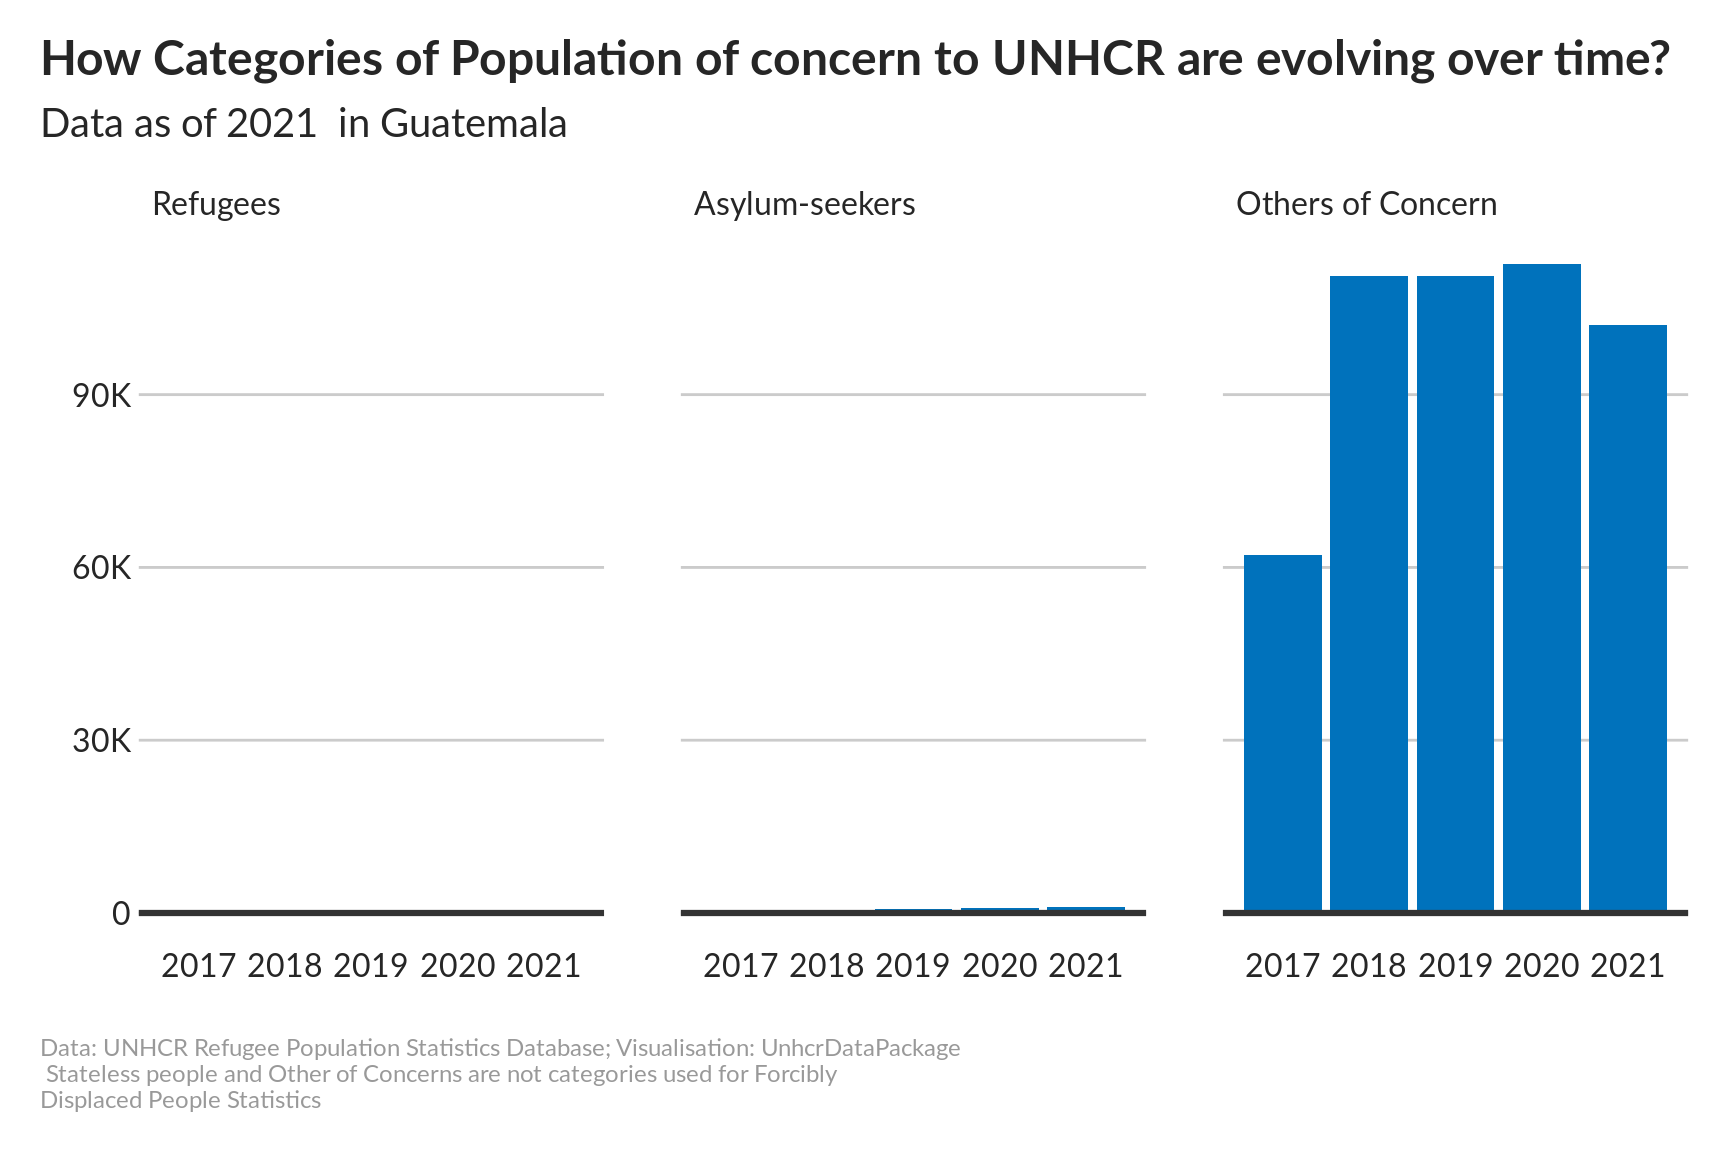 How Categories of Population of concern to UNHCR are evolving over time?
Data as of 2021  in Guatemala
Refugees
Asylum-seekers
Others of Concern
90K
60K
30K
0
2017 2018 2019 2020 2021
2017 2018 2019 2020 2021
2017 2018 2019 2020 2021
Data: UNHCR Refugee Population Statistics Database; Visualisation: UnhcrDataPackage
Stateless people and Other of Concerns are not categories used for Forcibly
Displaced People Statistics